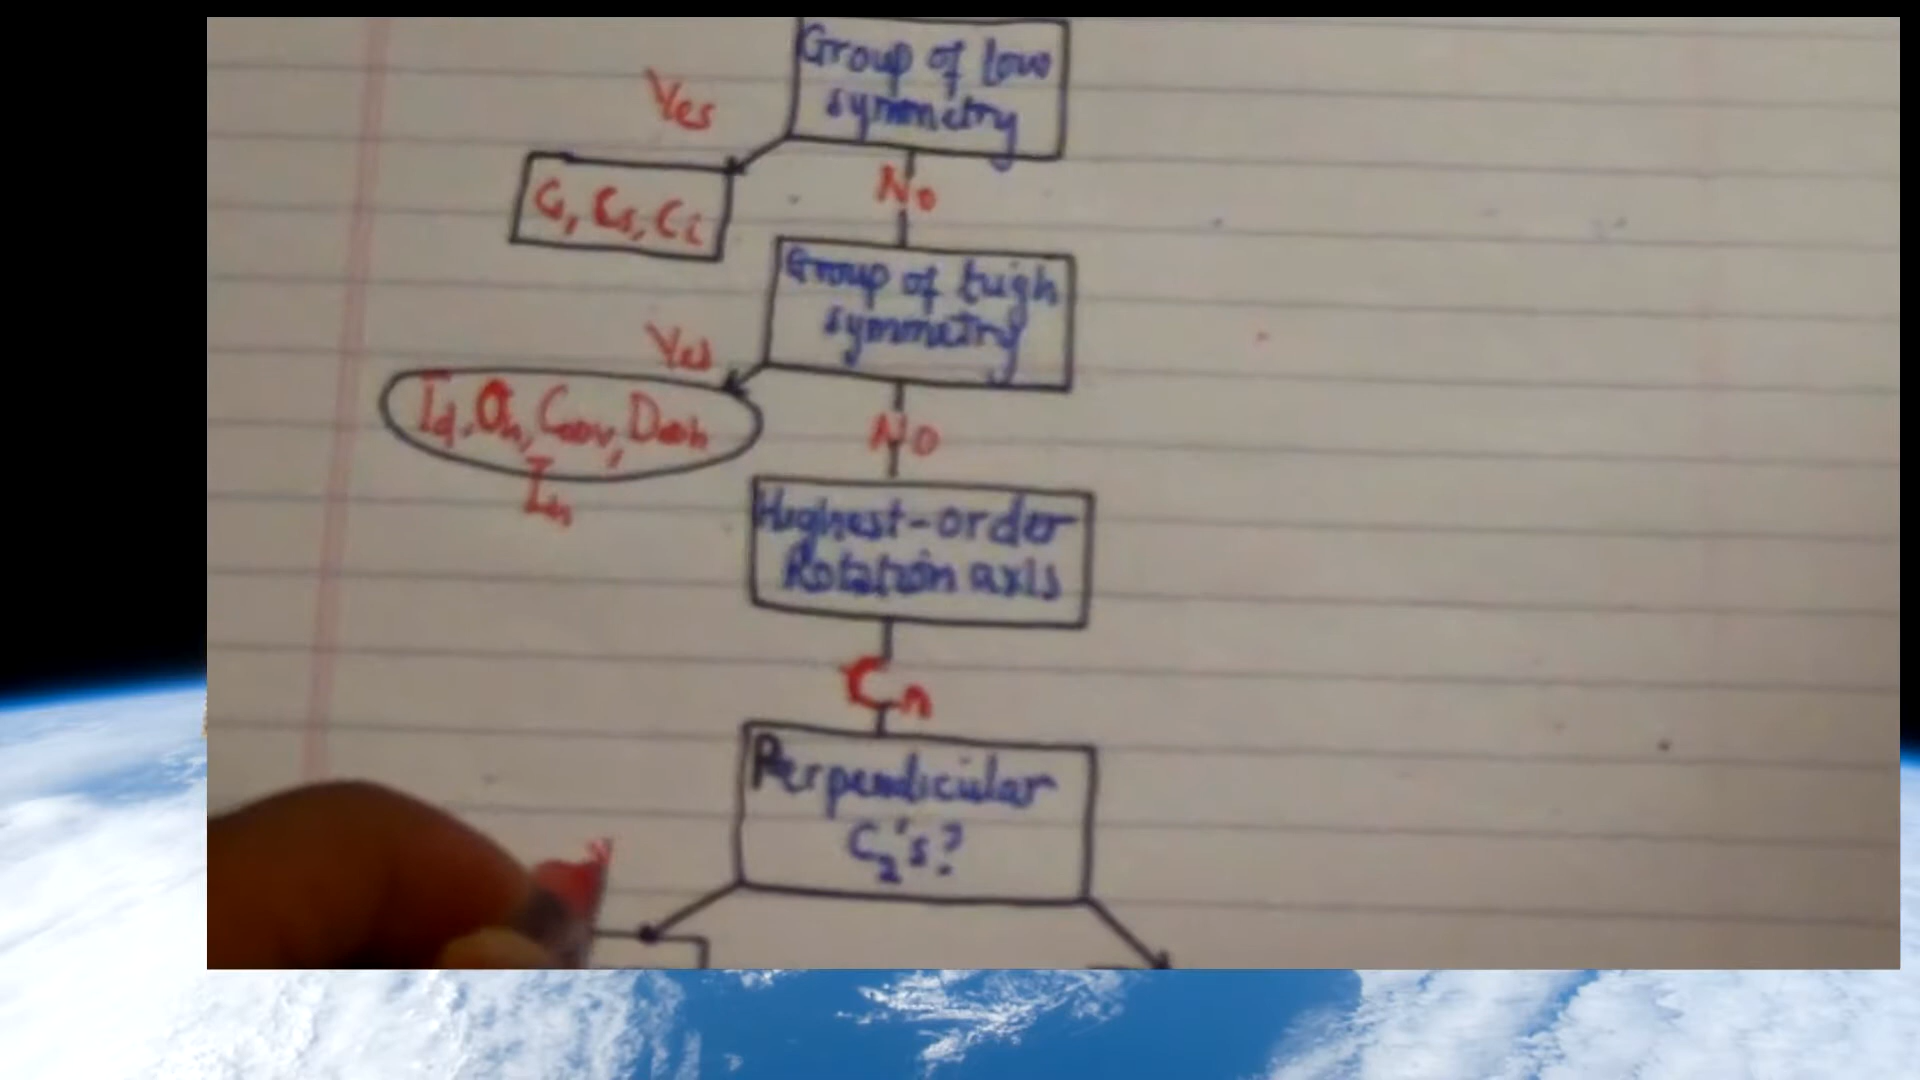 Group of low
symmetry
Yes
C₁, Cs, Ci
No
Group of high
symmetry
Yes
Td, Oh, C∞v, D∞h
Ih
No
Highest-order
Rotation axis
Cn
Perpendicular
C₂'s?